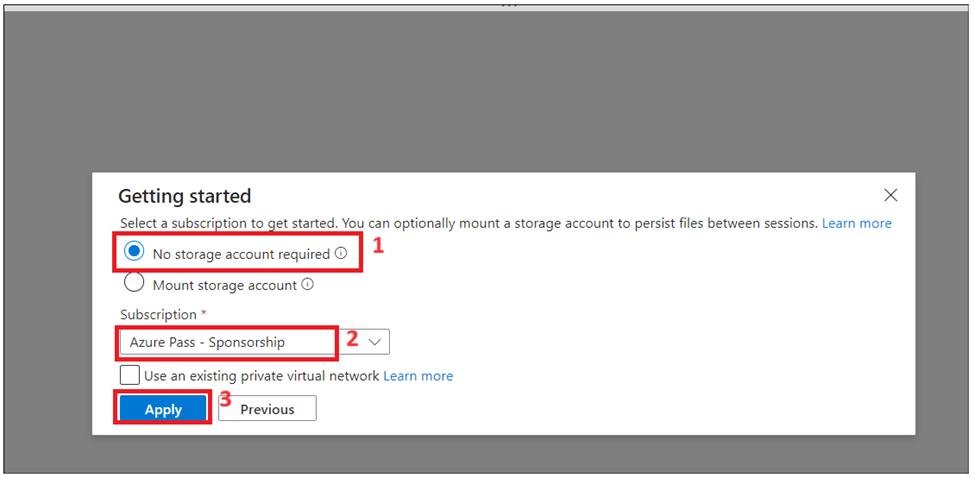 Getting started
Select a subscription to get started. You can optionally mount a storage account to persist files between sessions. Learn more
No storage account required 1
Mount storage account
Subscription *
Azure Pass - Sponsorship 2
Use an existing private virtual network Learn more
Apply 3 Previous